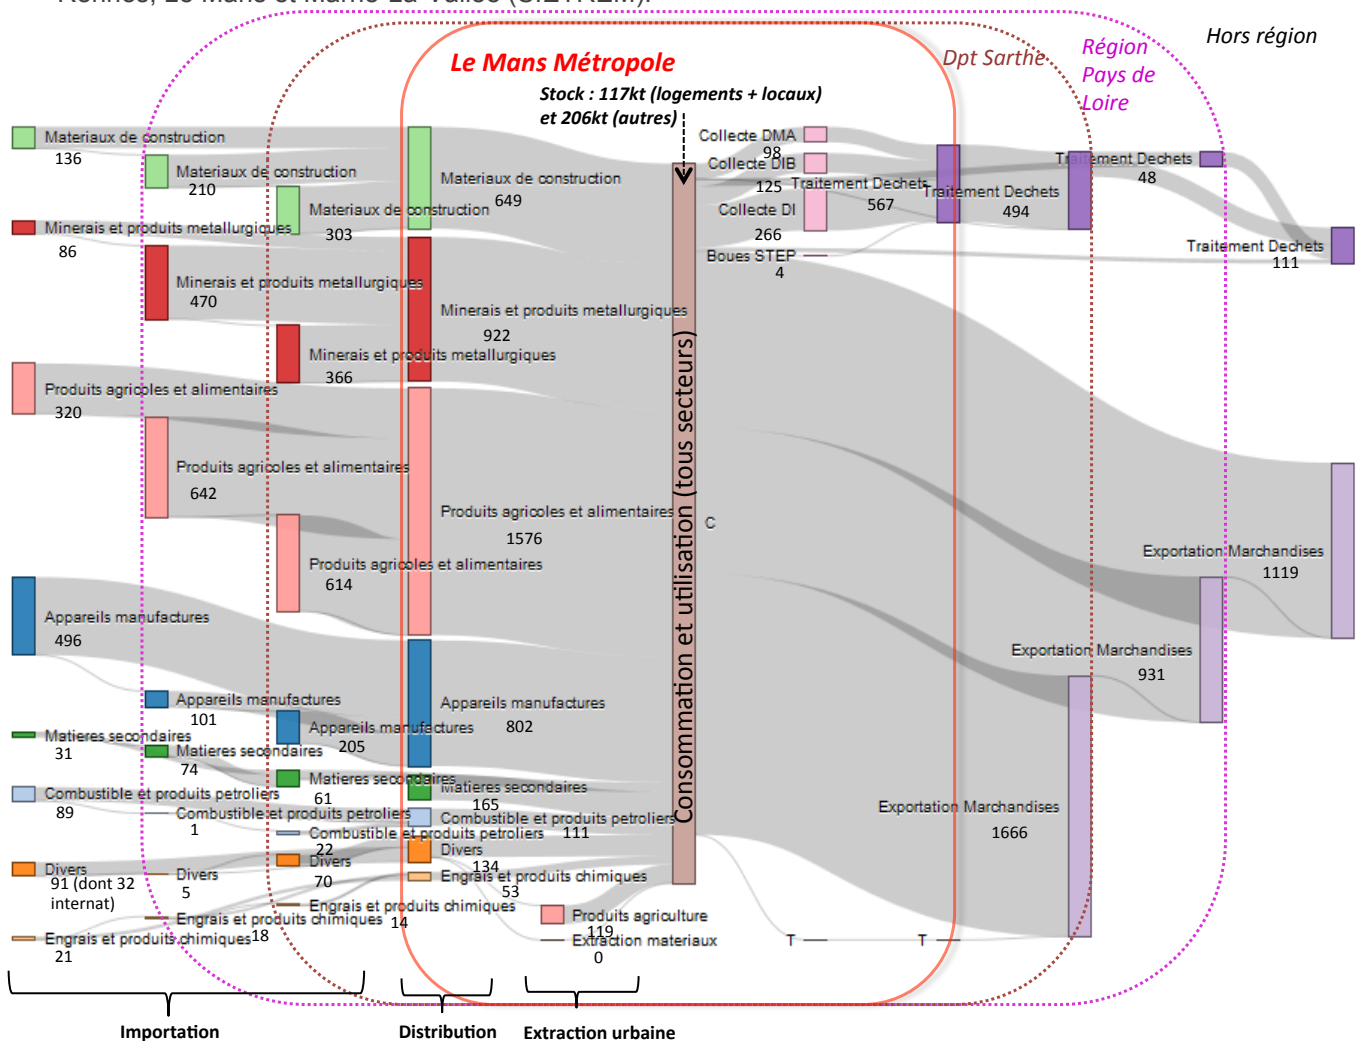 Rennes, Le Mans et Marne-La-Vallée (SIETREM).
Hors région
Région
Pays de
Loire
Dpt Sarthe
Le Mans Métropole
Stock : 117kt (logements + locaux)
et 206kt (autres)
Materiaux de construction
136
Materiaux de construction
210
Materiaux de construction
303
Materiaux de construction
649
Minerais et produits metallurgiques
86
Minerais et produits metallurgiques
470
Minerais et produits metallurgiques
366
Minerais et produits metallurgiques
922
Produits agricoles et alimentaires
320
Produits agricoles et alimentaires
642
Produits agricoles et alimentaires
614
Produits agricoles et alimentaires
1576
Appareils manufactures
496
Appareils manufactures
101
Appareils manufactures
205
Appareils manufactures
802
Matieres secondaires
31
Matieres secondaires
74
Matieres secondaires
61
Matieres secondaires
165
Combustible et produits petroliers
89
Combustible et produits petroliers
1
Combustible et produits petroliers
22
Combustible et produits petroliers
111
Divers
91 (dont 32
internat)
Divers
5
Divers
70
Divers
134
Engrais et produits chimiques
21
Engrais et produits chimiques
18
Engrais et produits chimiques
14
Engrais et produits chimiques
53
Produits agriculture
119
Extraction materiaux
0
Consommation et utilisation (tous secteurs)
C
Collecte DMA
98
Collecte DIB
125
Collecte DI
266
Boues STEP
4
Traitement Dechets
567
Traitement Dechets
494
Traitement Dechets
48
Traitement Dechets
111
Exportation Marchandises
1119
Exportation Marchandises
931
Exportation Marchandises
1666
T
T
Importation
Distribution
Extraction urbaine